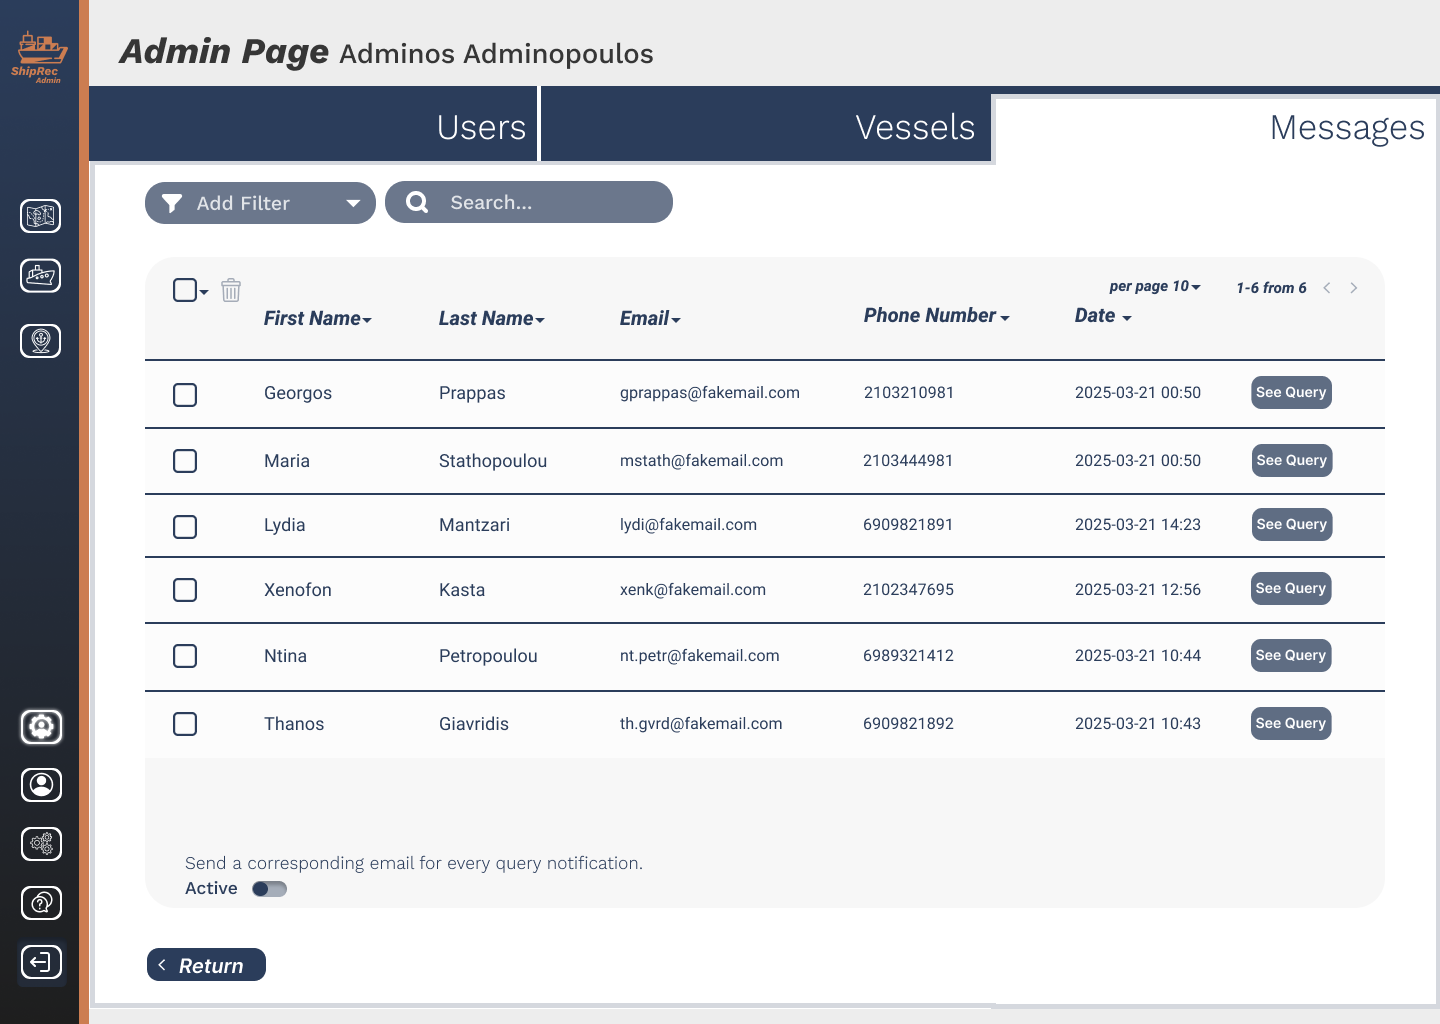 ShipRec
Admin
Admin Page Adminos Adminopoulos
Users
Vessels
Messages
Add Filter
Search...
per page 10
1-6 from 6
First Name
Last Name
Email
Phone Number
Date
Georgos Prappas gprappas@fakemail.com 2103210981 2025-03-21 00:50 See Query
Maria Stathopoulou mstath@fakemail.com 2103444981 2025-03-21 00:50 See Query
Lydia Mantzari lydi@fakemail.com 6909821891 2025-03-21 14:23 See Query
Xenofon Kasta xenk@fakemail.com 2102347695 2025-03-21 12:56 See Query
Ntina Petropoulou nt.petr@fakemail.com 6989321412 2025-03-21 10:44 See Query
Thanos Giavridis th.gvrd@fakemail.com 6909821892 2025-03-21 10:43 See Query
Send a corresponding email for every query notification.
Active
Return